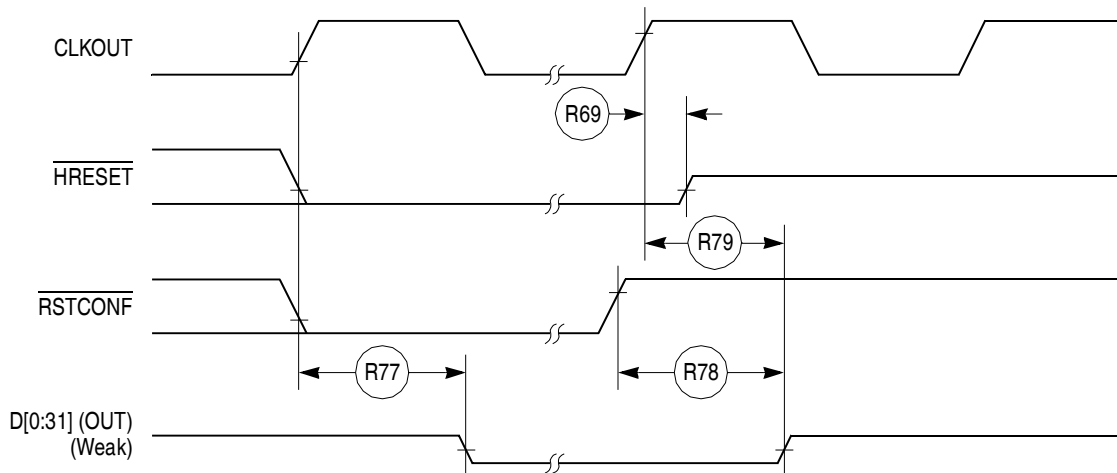 CLKOUT
R69
HRESET
R79
RSTCONF
R77
R78
D[0:31] (OUT)
(Weak)